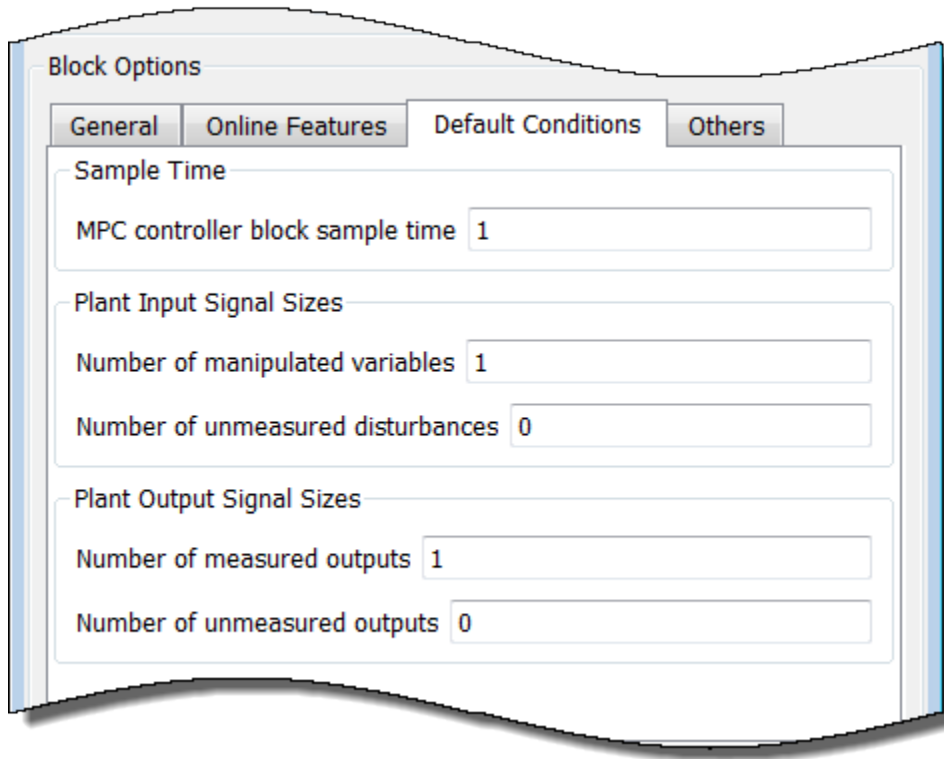 Block Options
General Online Features Default Conditions Others
Sample Time
MPC controller block sample time 1
Plant Input Signal Sizes
Number of manipulated variables 1
Number of unmeasured disturbances 0
Plant Output Signal Sizes
Number of measured outputs 1
Number of unmeasured outputs 0